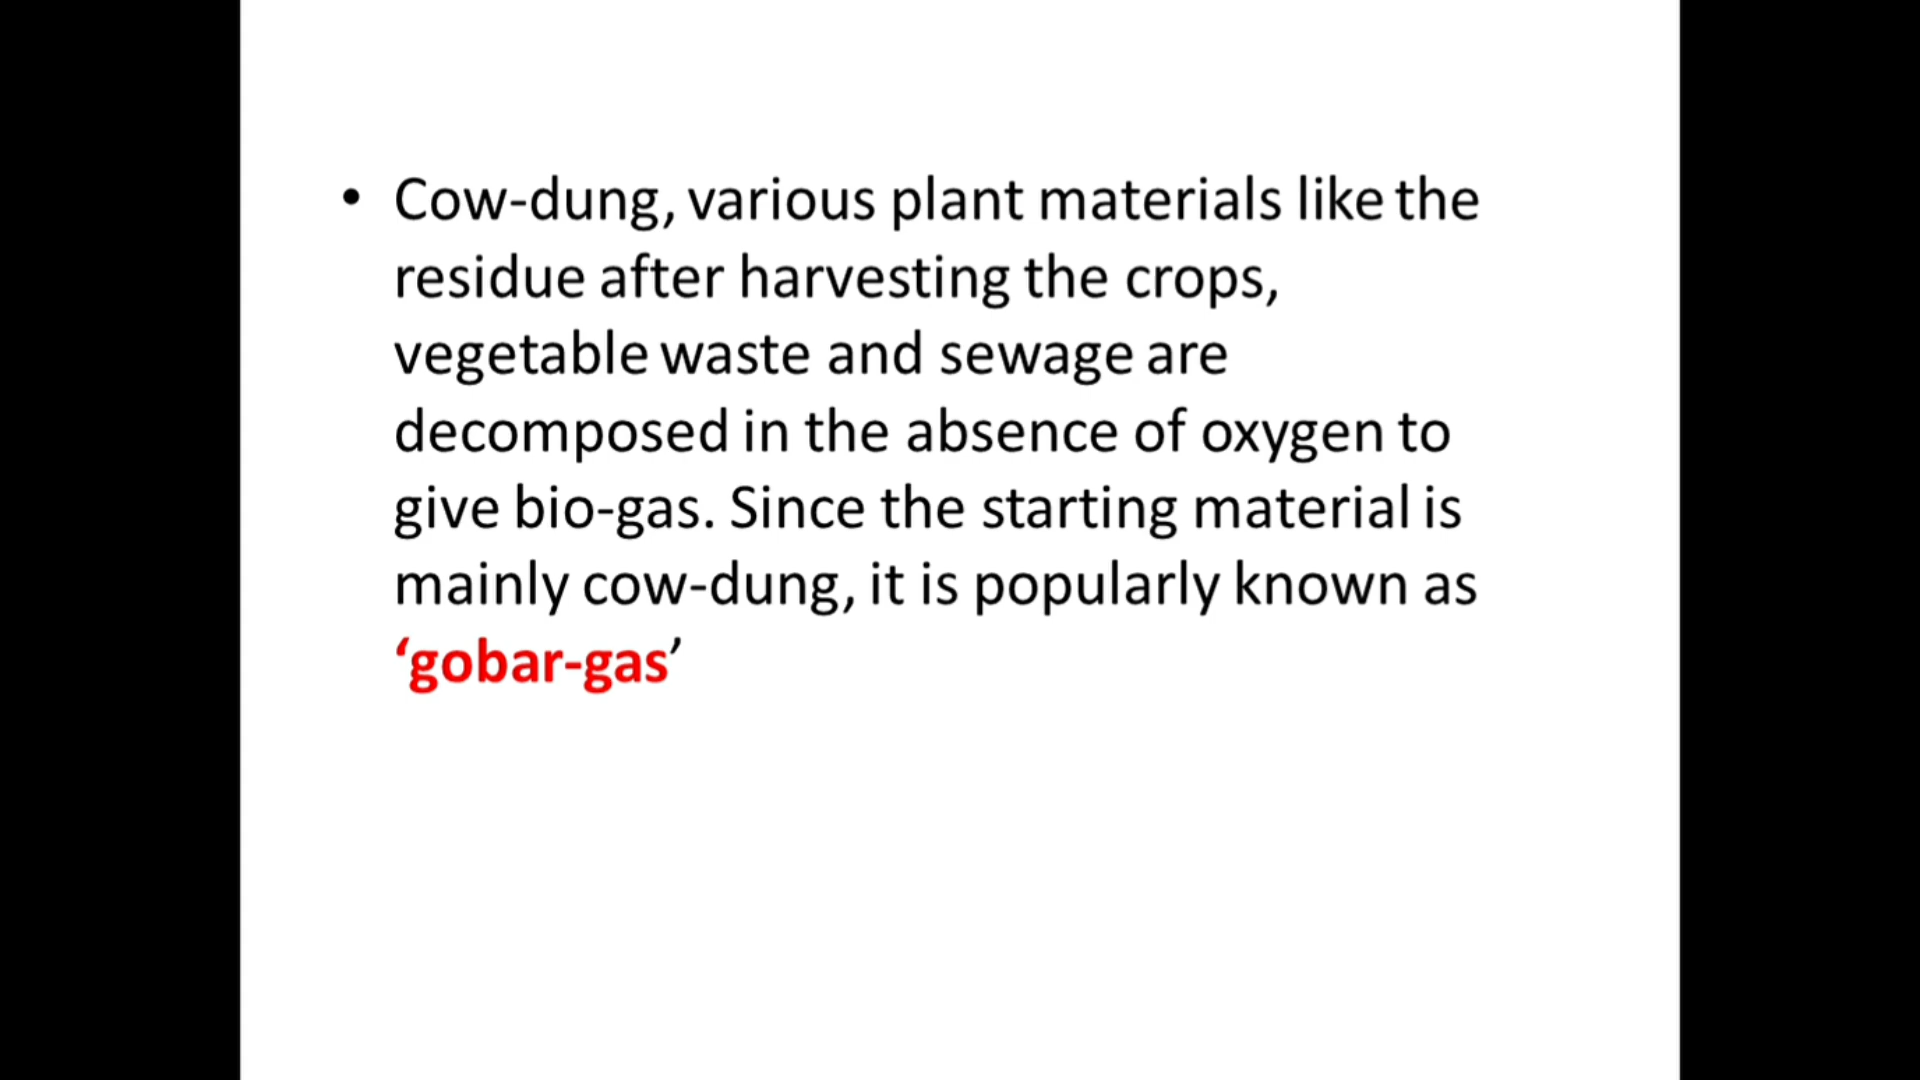 • Cow-dung, various plant materials like the
residue after harvesting the crops,
vegetable waste and sewage are
decomposed in the absence of oxygen to
give bio-gas. Since the starting material is
mainly cow-dung, it is popularly known as
‘gobar-gas’